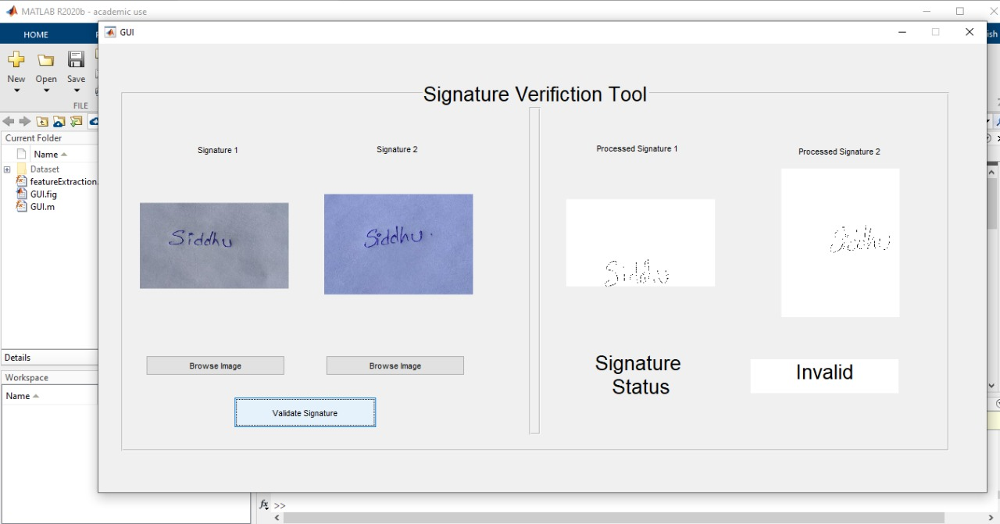 MATLAB R2020b - academic use
HOME
GUI
New
Open
Save
FILE
Current Folder
Name
Dataset
featureExtraction.
GUI.fig
GUI.m
Details
Workspace
Name
Signature Verifiction Tool
Signature 1
Signature 2
Processed Signature 1
Processed Signature 2
Siddhu
Siddhu.
Siddhu
Siddhu
Browse Image
Browse Image
Validate Signature
Signature
Status
Invalid
fx >>